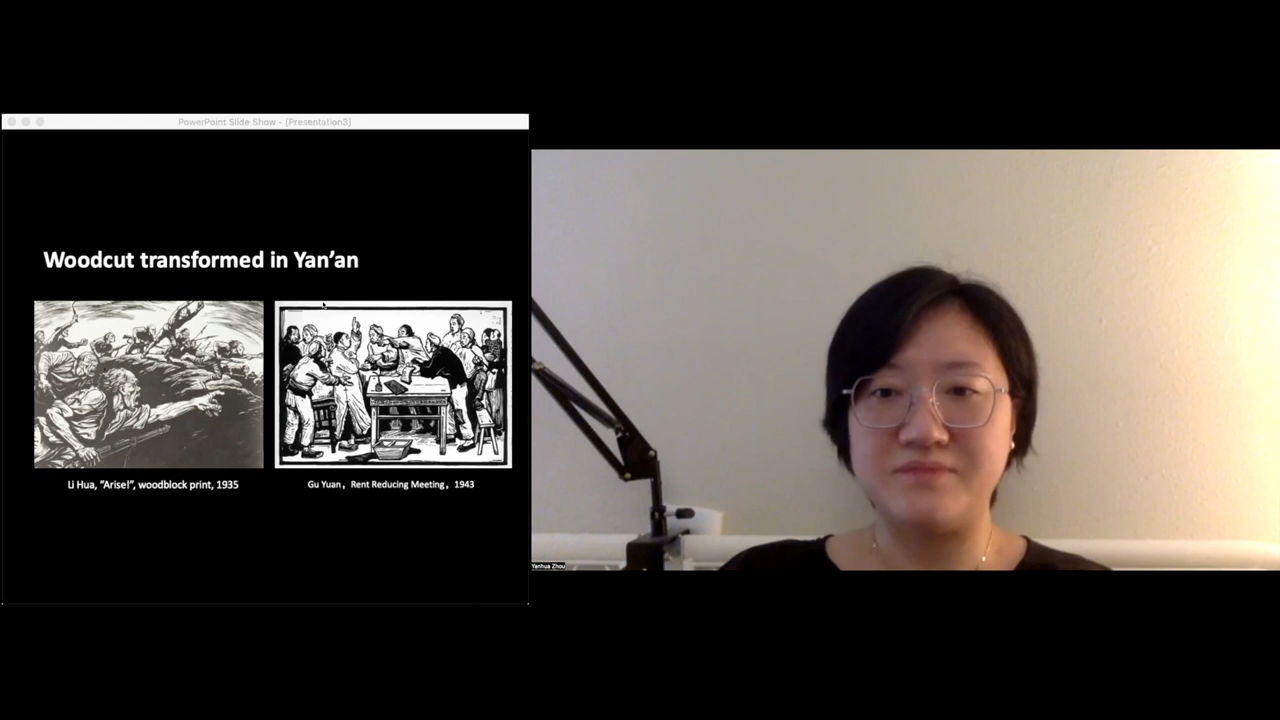 PowerPoint Slide Show - [Presentation3]
Woodcut transformed in Yan’an
Li Hua, “Arise!”, woodblock print, 1935
Gu Yuan，Rent Reducing Meeting，1943
Yanhua Zhou